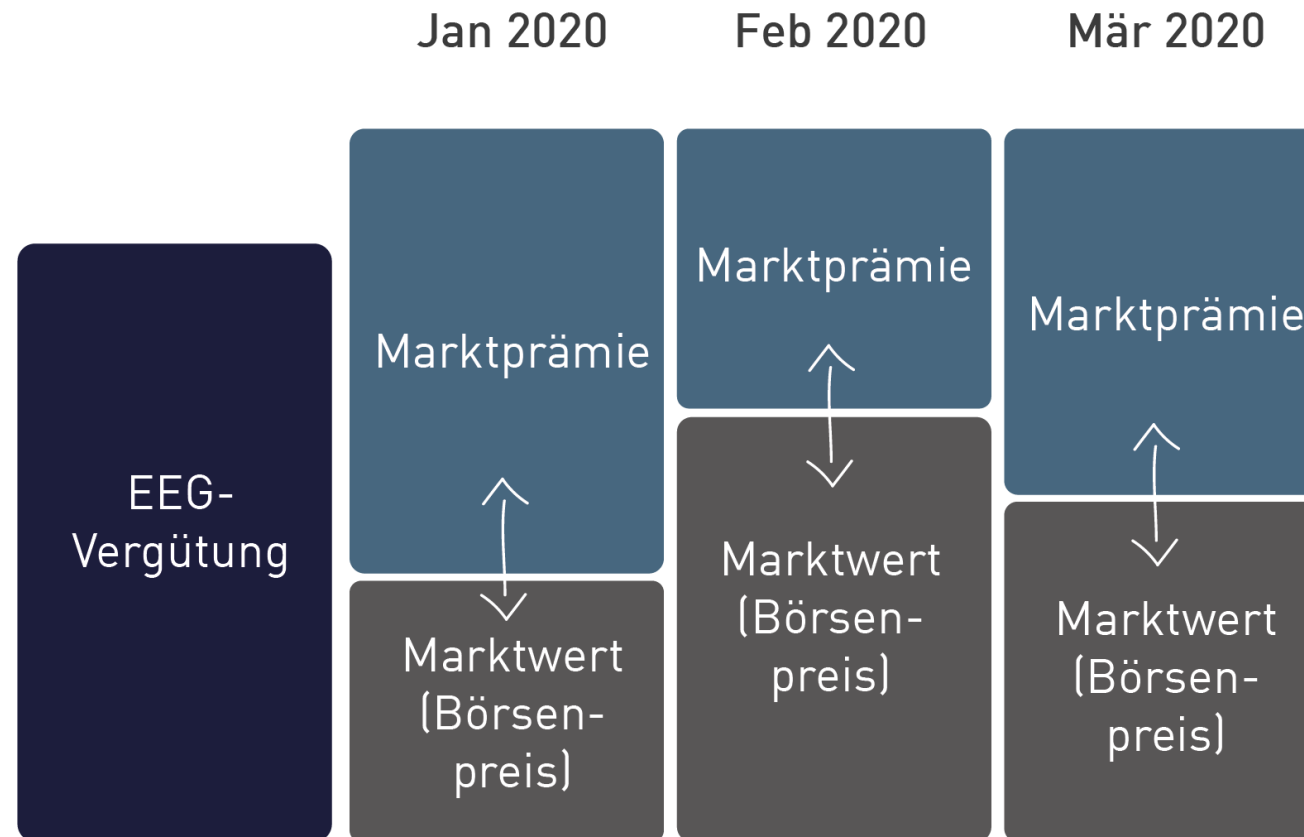 Jan 2020
Feb 2020
Mär 2020
EEG-
Vergütung
Marktprämie
Marktwert
(Börsen-
preis)
Marktprämie
Marktwert
(Börsen-
preis)
Marktprämie
Marktwert
(Börsen-
preis)